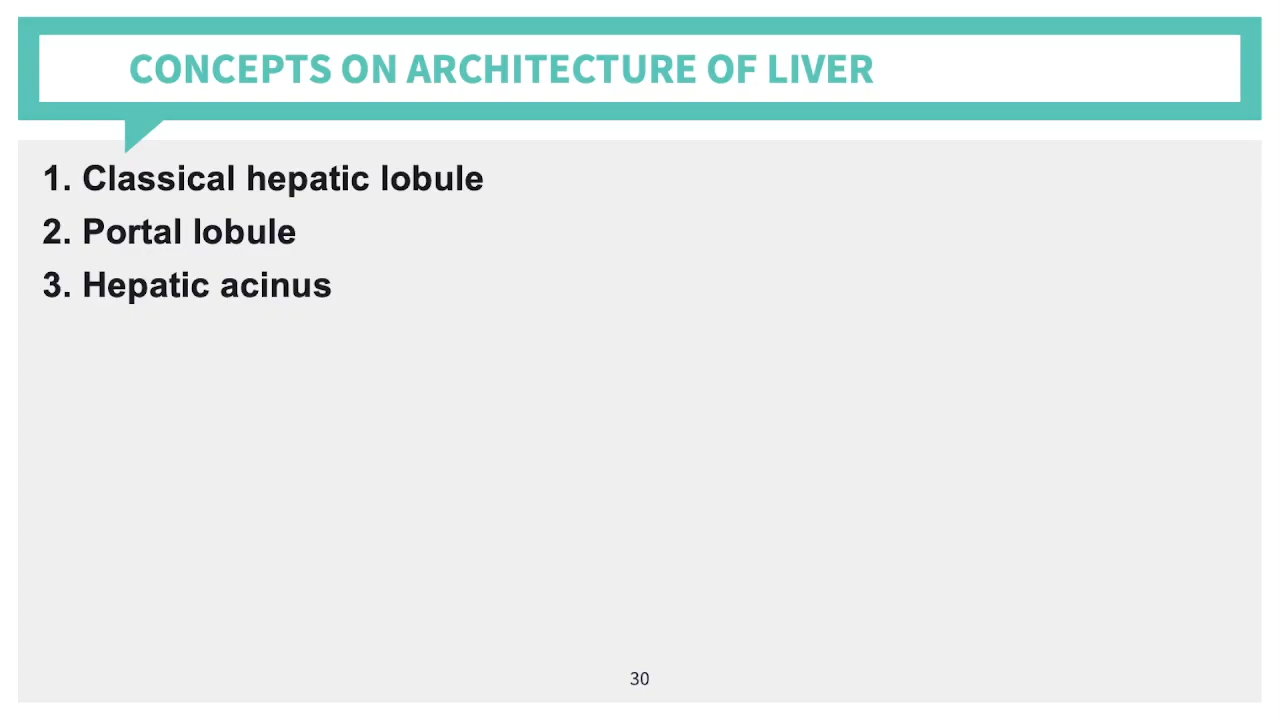 CONCEPTS ON ARCHITECTURE OF LIVER
1. Classical hepatic lobule
2. Portal lobule
3. Hepatic acinus
30